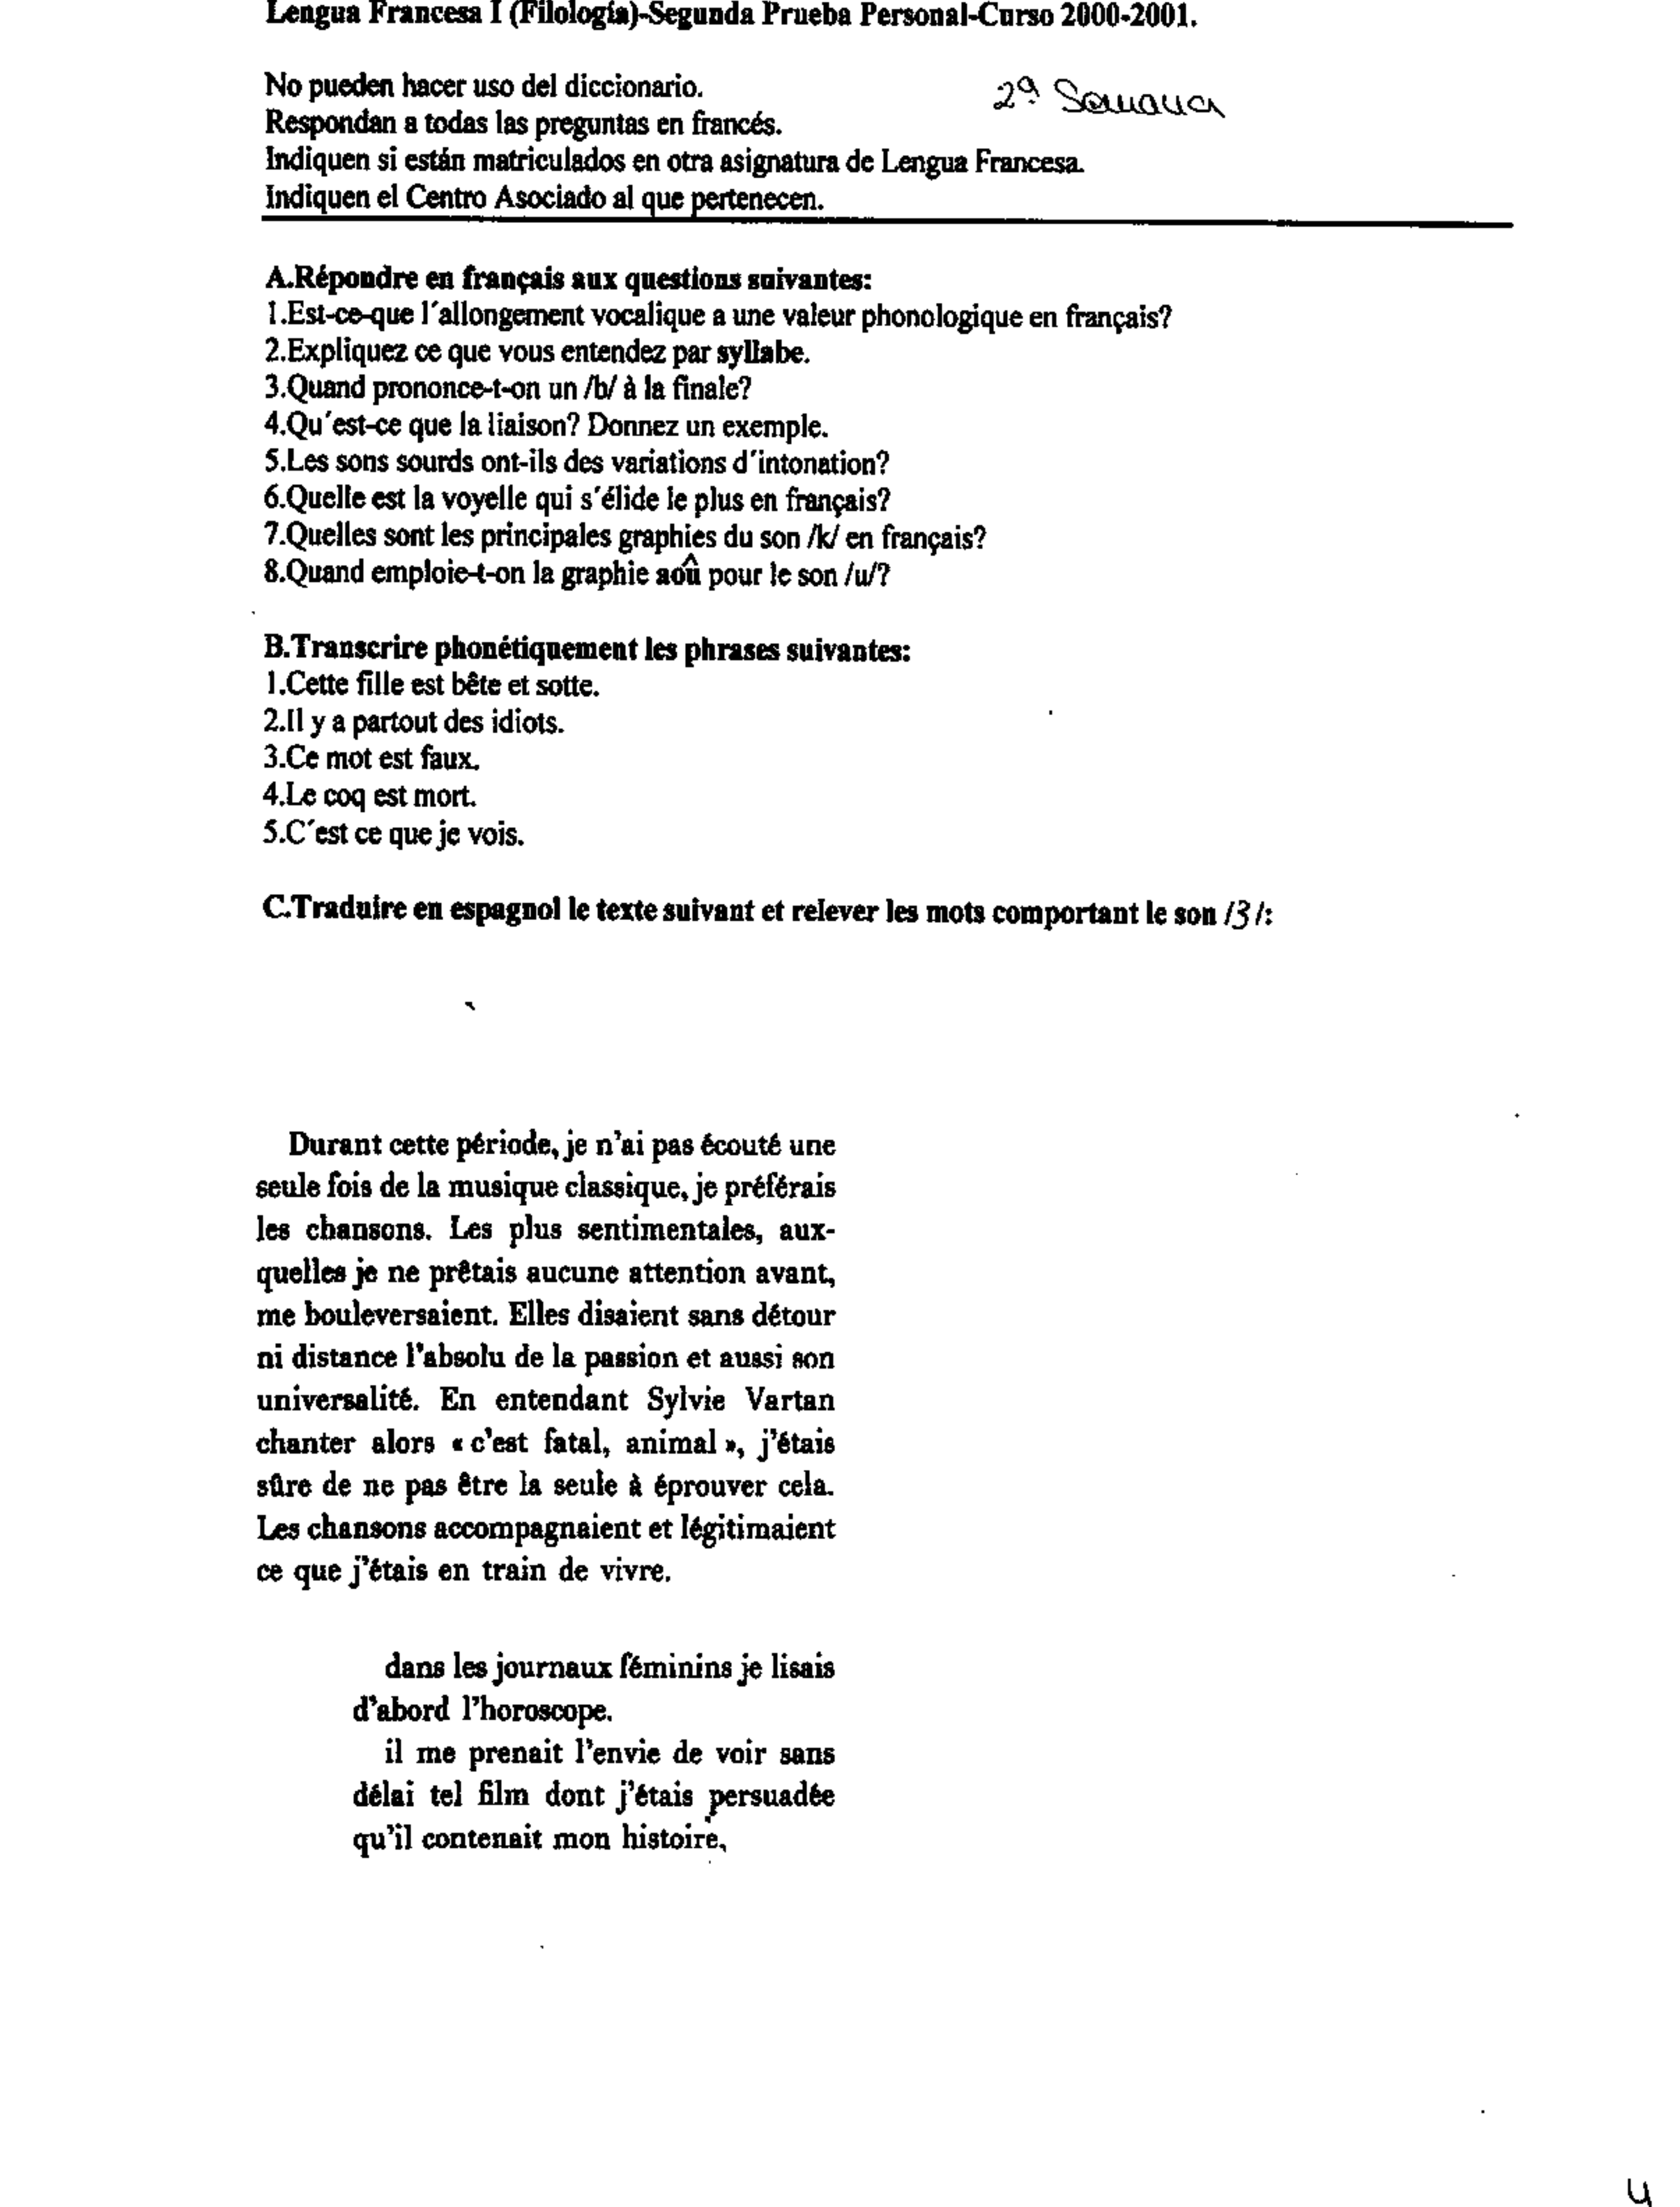 Lengua Francesa I (Filología)-Segunda Prueba Personal-Curso 2000-2001.
No pueden hacer uso del diccionario.
2ª Semana
Respondan a todas las preguntas en francés.
Indiquen si están matriculados en otra asignatura de Lengua Francesa.
Indiquen el Centro Asociado al que pertenecen.
A.Répondre en français aux questions suivantes:
1.Est-ce-que l´allongement vocalique a une valeur phonologique en français?
2.Expliquez ce que vous entendez par syllabe.
3.Quand prononce-t-on un /b/ à la finale?
4.Qu´est-ce que la liaison? Donnez un exemple.
5.Les sons sourds ont-ils des variations d´intonation?
6.Quelle est la voyelle qui s´élide le plus en français?
7.Quelles sont les principales graphies du son /k/ en français?
8.Quand emploie-t-on la graphie aoû pour le son /u/?
B.Transcrire phonétiquement les phrases suivantes:
1.Cette fille est bête et sotte.
2.Il y a partout des idiots.
3.Ce mot est faux.
4.Le coq est mort.
5.C´est ce que je vois.
C.Traduire en espagnol le texte suivant et relever les mots comportant le son /ʒ/:
Durant cette période, je n'ai pas écouté une
seule fois de la musique classique, je préférais
les chansons. Les plus sentimentales, aux-
quelles je ne prêtais aucune attention avant,
me bouleversaient. Elles disaient sans détour
ni distance l'absolu de la passion et aussi son
universalité. En entendant Sylvie Vartan
chanter alors « c'est fatal, animal », j'étais
sûre de ne pas être la seule à éprouver cela.
Les chansons accompagnaient et légitimaient
ce que j'étais en train de vivre.
dans les journaux féminins je lisais
d'abord l'horoscope.
il me prenait l'envie de voir sans
délai tel film dont j'étais persuadée
qu'il contenait mon histoire,
4